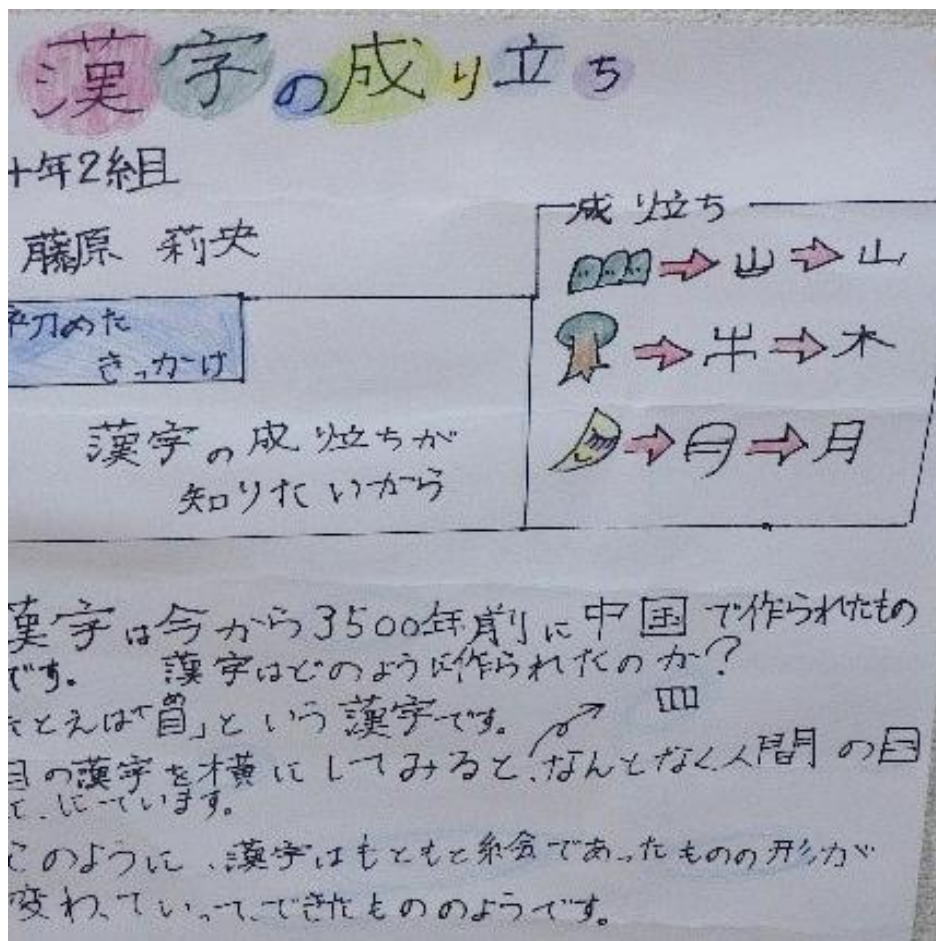 漢字の成り立ち
十年2組
藤原 莉央
初めた
きっかけ
漢字の成り立ちが
知りたいから
成り立ち
山 → 山
木
月
漢字は今から3500年前に中国で作られたもの
です。 漢字はどのように作られたのか?
たとえば「目」という漢字です。
目の漢字を横にしてみると、なんとなく人間の目
に、にています。
このように、漢字はもともと絵であったものの形が
変わっていって、できたもののようです。